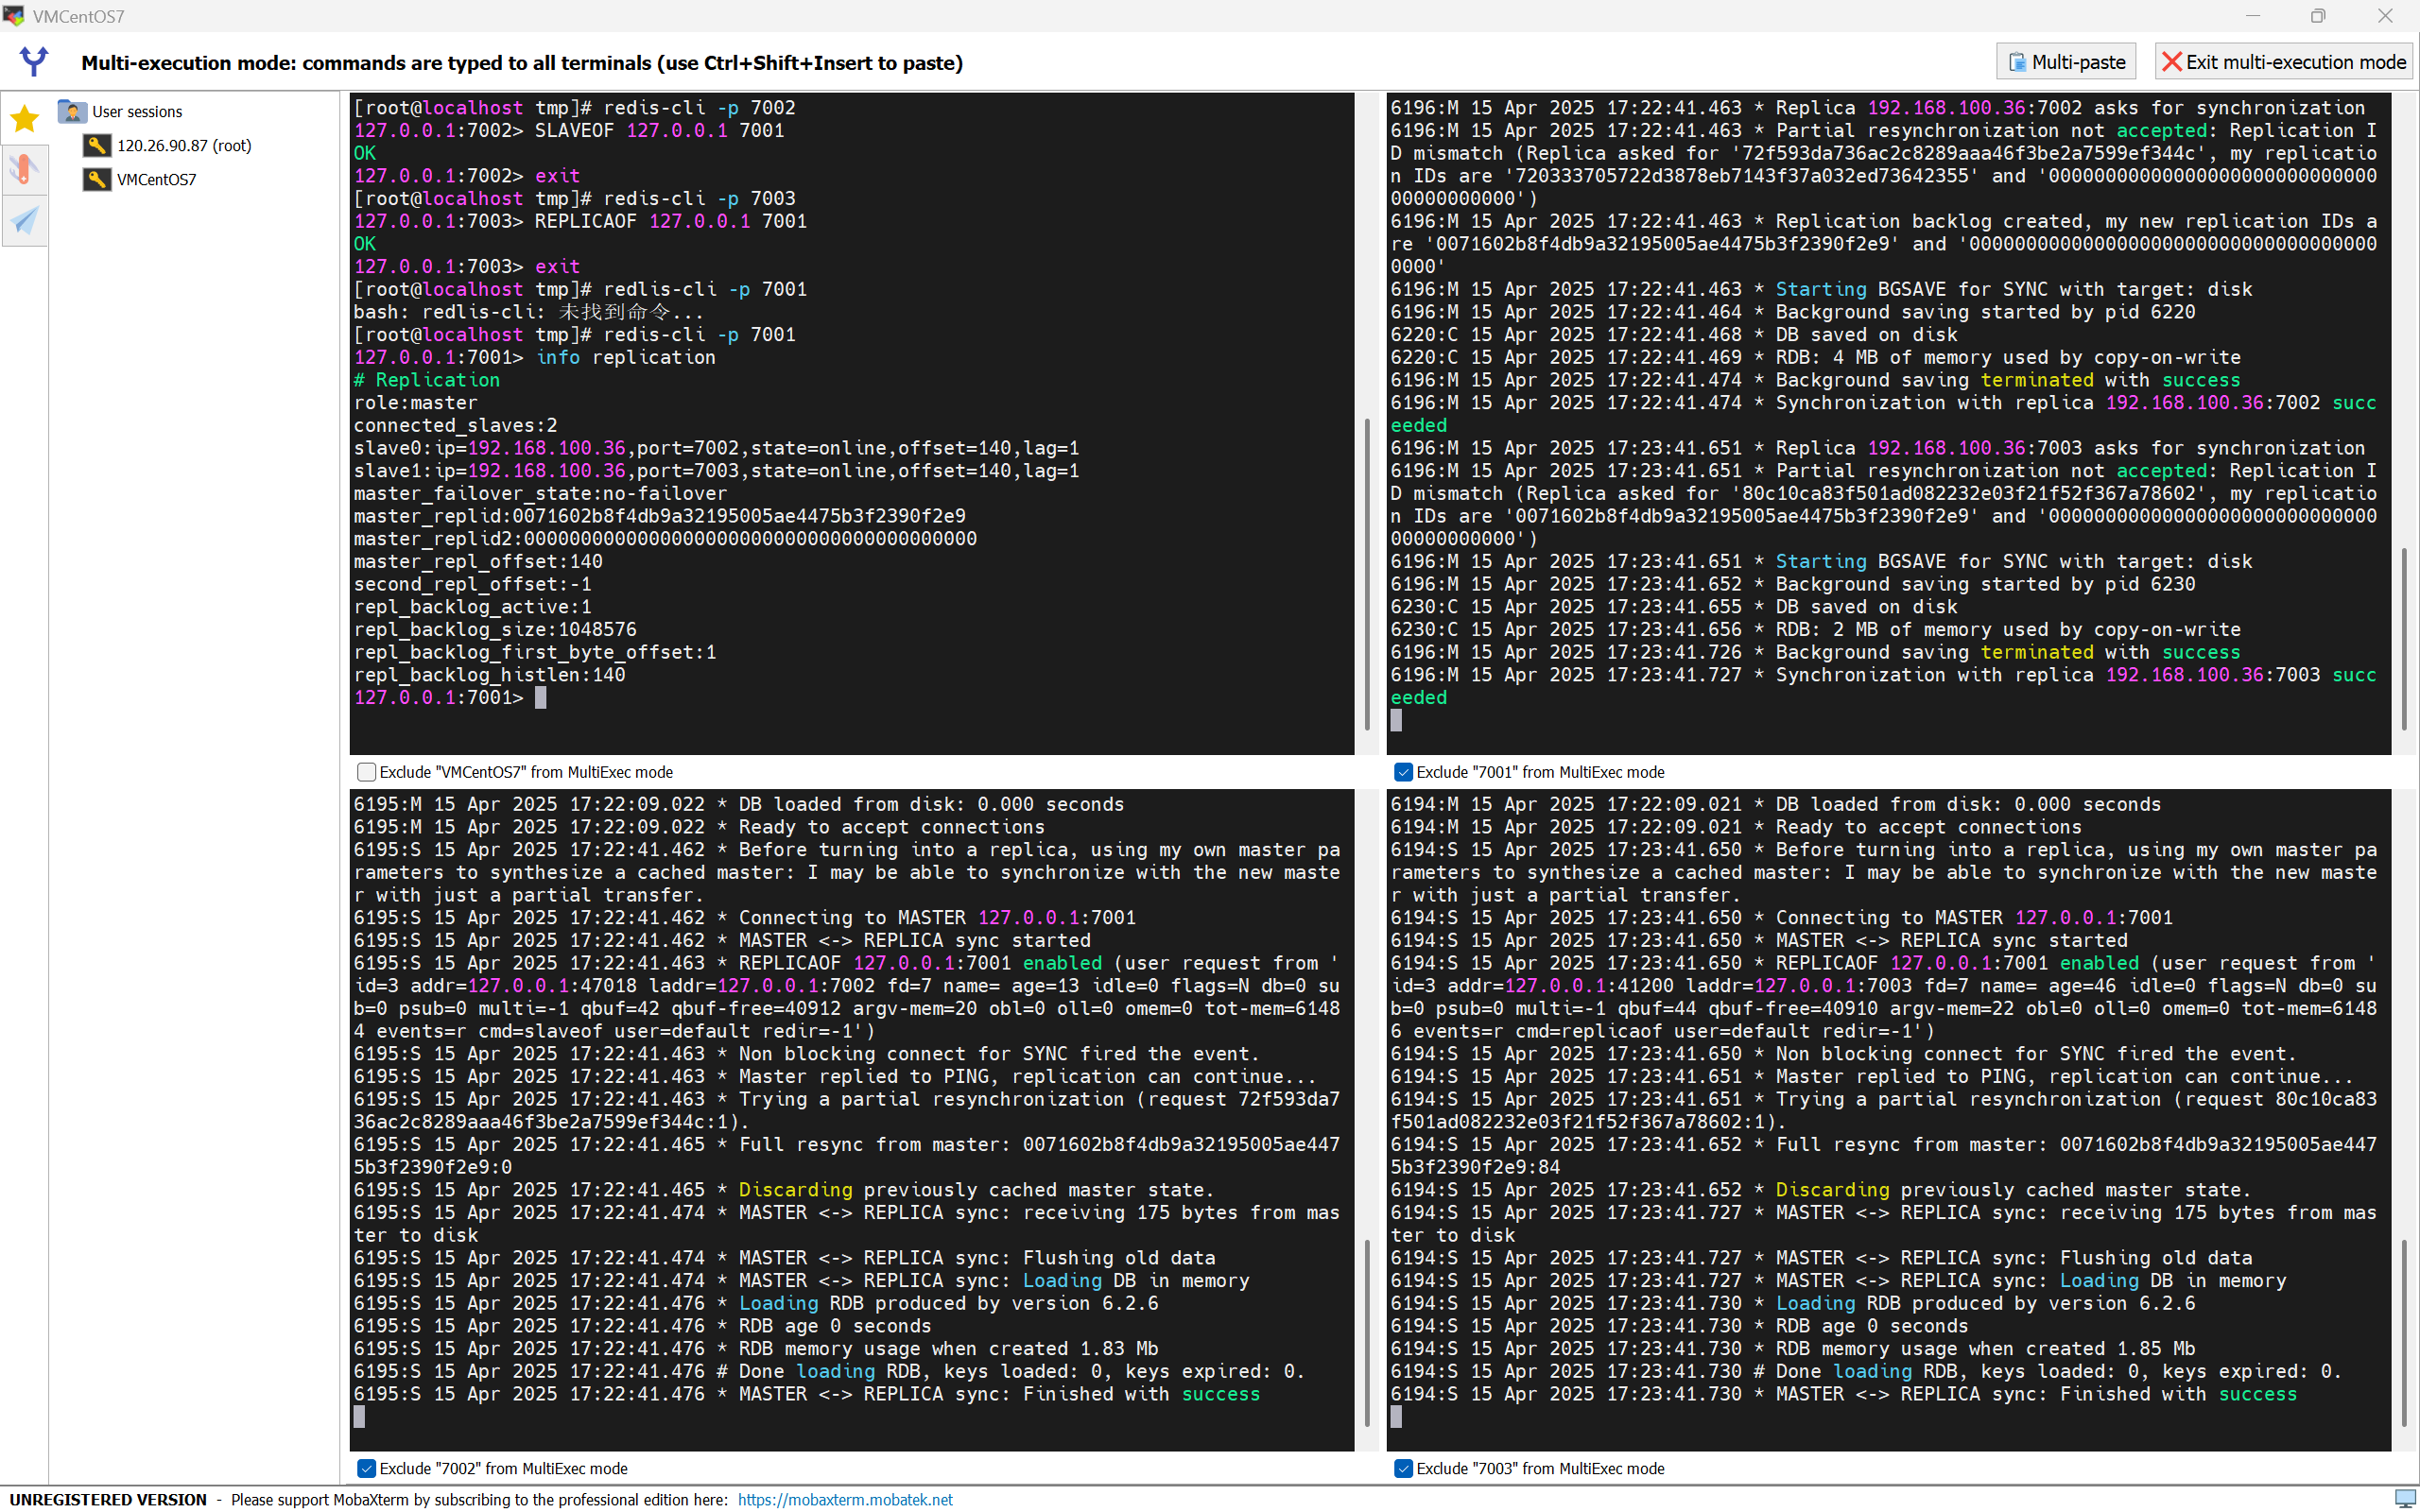 VMCentOS7
Multi-execution mode: commands are typed to all terminals (use Ctrl+Shift+Insert to paste)
Multi-paste
Exit multi-execution mode
User sessions
120.26.90.87 (root)
VMCentOS7
[root@localhost tmp]# redis-cli -p 7002
127.0.0.1:7002> SLAVEOF 127.0.0.1 7001
OK
127.0.0.1:7002> exit
[root@localhost tmp]# redis-cli -p 7003
127.0.0.1:7003> REPLICAOF 127.0.0.1 7001
OK
127.0.0.1:7003> exit
[root@localhost tmp]# redlis-cli -p 7001
bash: redlis-cli: 未找到命令...
[root@localhost tmp]# redis-cli -p 7001
127.0.0.1:7001> info replication
# Replication
role:master
connected_slaves:2
slave0:ip=192.168.100.36,port=7002,state=online,offset=140,lag=1
slave1:ip=192.168.100.36,port=7003,state=online,offset=140,lag=1
master_failover_state:no-failover
master_replid:0071602b8f4db9a32195005ae4475b3f2390f2e9
master_replid2:0000000000000000000000000000000000000000
master_repl_offset:140
second_repl_offset:-1
repl_backlog_active:1
repl_backlog_size:1048576
repl_backlog_first_byte_offset:1
repl_backlog_histlen:140
127.0.0.1:7001>
Exclude "VMCentOS7" from MultiExec mode
6196:M 15 Apr 2025 17:22:41.463 * Replica 192.168.100.36:7002 asks for synchronization
6196:M 15 Apr 2025 17:22:41.463 * Partial resynchronization not accepted: Replication I
D mismatch (Replica asked for '72f593da736ac2c8289aaa46f3be2a7599ef344c', my replicatio
n IDs are '720333705722d3878eb7143f37a032ed73642355' and '00000000000000000000000000000
00000000000')
6196:M 15 Apr 2025 17:22:41.463 * Replication backlog created, my new replication IDs a
re '0071602b8f4db9a32195005ae4475b3f2390f2e9' and '000000000000000000000000000000000000
0000'
6196:M 15 Apr 2025 17:22:41.463 * Starting BGSAVE for SYNC with target: disk
6196:M 15 Apr 2025 17:22:41.464 * Background saving started by pid 6220
6220:C 15 Apr 2025 17:22:41.468 * DB saved on disk
6220:C 15 Apr 2025 17:22:41.469 * RDB: 4 MB of memory used by copy-on-write
6196:M 15 Apr 2025 17:22:41.474 * Background saving terminated with success
6196:M 15 Apr 2025 17:22:41.474 * Synchronization with replica 192.168.100.36:7002 succ
eeded
6196:M 15 Apr 2025 17:23:41.651 * Replica 192.168.100.36:7003 asks for synchronization
6196:M 15 Apr 2025 17:23:41.651 * Partial resynchronization not accepted: Replication I
D mismatch (Replica asked for '80c10ca83f501ad082232e03f21f52f367a78602', my replicatio
n IDs are '0071602b8f4db9a32195005ae4475b3f2390f2e9' and '00000000000000000000000000000
00000000000')
6196:M 15 Apr 2025 17:23:41.651 * Starting BGSAVE for SYNC with target: disk
6196:M 15 Apr 2025 17:23:41.652 * Background saving started by pid 6230
6230:C 15 Apr 2025 17:23:41.655 * DB saved on disk
6230:C 15 Apr 2025 17:23:41.656 * RDB: 2 MB of memory used by copy-on-write
6196:M 15 Apr 2025 17:23:41.726 * Background saving terminated with success
6196:M 15 Apr 2025 17:23:41.727 * Synchronization with replica 192.168.100.36:7003 succ
eeded
Exclude "7001" from MultiExec mode
6195:M 15 Apr 2025 17:22:09.022 * DB loaded from disk: 0.000 seconds
6195:M 15 Apr 2025 17:22:09.022 * Ready to accept connections
6195:S 15 Apr 2025 17:22:41.462 * Before turning into a replica, using my own master pa
rameters to synthesize a cached master: I may be able to synchronize with the new maste
r with just a partial transfer.
6195:S 15 Apr 2025 17:22:41.462 * Connecting to MASTER 127.0.0.1:7001
6195:S 15 Apr 2025 17:22:41.462 * MASTER <-> REPLICA sync started
6195:S 15 Apr 2025 17:22:41.463 * REPLICAOF 127.0.0.1:7001 enabled (user request from '
id=3 addr=127.0.0.1:47018 laddr=127.0.0.1:7002 fd=7 name= age=13 idle=0 flags=N db=0 su
b=0 psub=0 multi=-1 qbuf=42 qbuf-free=40912 argv-mem=20 obl=0 oll=0 omem=0 tot-mem=6148
4 events=r cmd=slaveof user=default redir=-1')
6195:S 15 Apr 2025 17:22:41.463 * Non blocking connect for SYNC fired the event.
6195:S 15 Apr 2025 17:22:41.463 * Master replied to PING, replication can continue...
6195:S 15 Apr 2025 17:22:41.463 * Trying a partial resynchronization (request 72f593da7
36ac2c8289aaa46f3be2a7599ef344c:1).
6195:S 15 Apr 2025 17:22:41.465 * Full resync from master: 0071602b8f4db9a32195005ae447
5b3f2390f2e9:0
6195:S 15 Apr 2025 17:22:41.465 * Discarding previously cached master state.
6195:S 15 Apr 2025 17:22:41.474 * MASTER <-> REPLICA sync: receiving 175 bytes from mas
ter to disk
6195:S 15 Apr 2025 17:22:41.474 * MASTER <-> REPLICA sync: Flushing old data
6195:S 15 Apr 2025 17:22:41.474 * MASTER <-> REPLICA sync: Loading DB in memory
6195:S 15 Apr 2025 17:22:41.476 * Loading RDB produced by version 6.2.6
6195:S 15 Apr 2025 17:22:41.476 * RDB age 0 seconds
6195:S 15 Apr 2025 17:22:41.476 * RDB memory usage when created 1.83 Mb
6195:S 15 Apr 2025 17:22:41.476 # Done loading RDB, keys loaded: 0, keys expired: 0.
6195:S 15 Apr 2025 17:22:41.476 * MASTER <-> REPLICA sync: Finished with success
Exclude "7002" from MultiExec mode
6194:M 15 Apr 2025 17:22:09.021 * DB loaded from disk: 0.000 seconds
6194:M 15 Apr 2025 17:22:09.021 * Ready to accept connections
6194:S 15 Apr 2025 17:23:41.650 * Before turning into a replica, using my own master pa
rameters to synthesize a cached master: I may be able to synchronize with the new maste
r with just a partial transfer.
6194:S 15 Apr 2025 17:23:41.650 * Connecting to MASTER 127.0.0.1:7001
6194:S 15 Apr 2025 17:23:41.650 * MASTER <-> REPLICA sync started
6194:S 15 Apr 2025 17:23:41.650 * REPLICAOF 127.0.0.1:7001 enabled (user request from '
id=3 addr=127.0.0.1:41200 laddr=127.0.0.1:7003 fd=7 name= age=46 idle=0 flags=N db=0 su
b=0 psub=0 multi=-1 qbuf=44 qbuf-free=40910 argv-mem=22 obl=0 oll=0 omem=0 tot-mem=6148
6 events=r cmd=replicaof user=default redir=-1')
6194:S 15 Apr 2025 17:23:41.650 * Non blocking connect for SYNC fired the event.
6194:S 15 Apr 2025 17:23:41.651 * Master replied to PING, replication can continue...
6194:S 15 Apr 2025 17:23:41.651 * Trying a partial resynchronization (request 80c10ca83
f501ad082232e03f21f52f367a78602:1).
6194:S 15 Apr 2025 17:23:41.652 * Full resync from master: 0071602b8f4db9a32195005ae447
5b3f2390f2e9:84
6194:S 15 Apr 2025 17:23:41.652 * Discarding previously cached master state.
6194:S 15 Apr 2025 17:23:41.727 * MASTER <-> REPLICA sync: receiving 175 bytes from mas
ter to disk
6194:S 15 Apr 2025 17:23:41.727 * MASTER <-> REPLICA sync: Flushing old data
6194:S 15 Apr 2025 17:23:41.727 * MASTER <-> REPLICA sync: Loading DB in memory
6194:S 15 Apr 2025 17:23:41.730 * Loading RDB produced by version 6.2.6
6194:S 15 Apr 2025 17:23:41.730 * RDB age 0 seconds
6194:S 15 Apr 2025 17:23:41.730 * RDB memory usage when created 1.85 Mb
6194:S 15 Apr 2025 17:23:41.730 # Done loading RDB, keys loaded: 0, keys expired: 0.
6194:S 15 Apr 2025 17:23:41.730 * MASTER <-> REPLICA sync: Finished with success
Exclude "7003" from MultiExec mode
UNREGISTERED VERSION - Please support MobaXterm by subscribing to the professional edition here: https://mobaxterm.mobatek.net